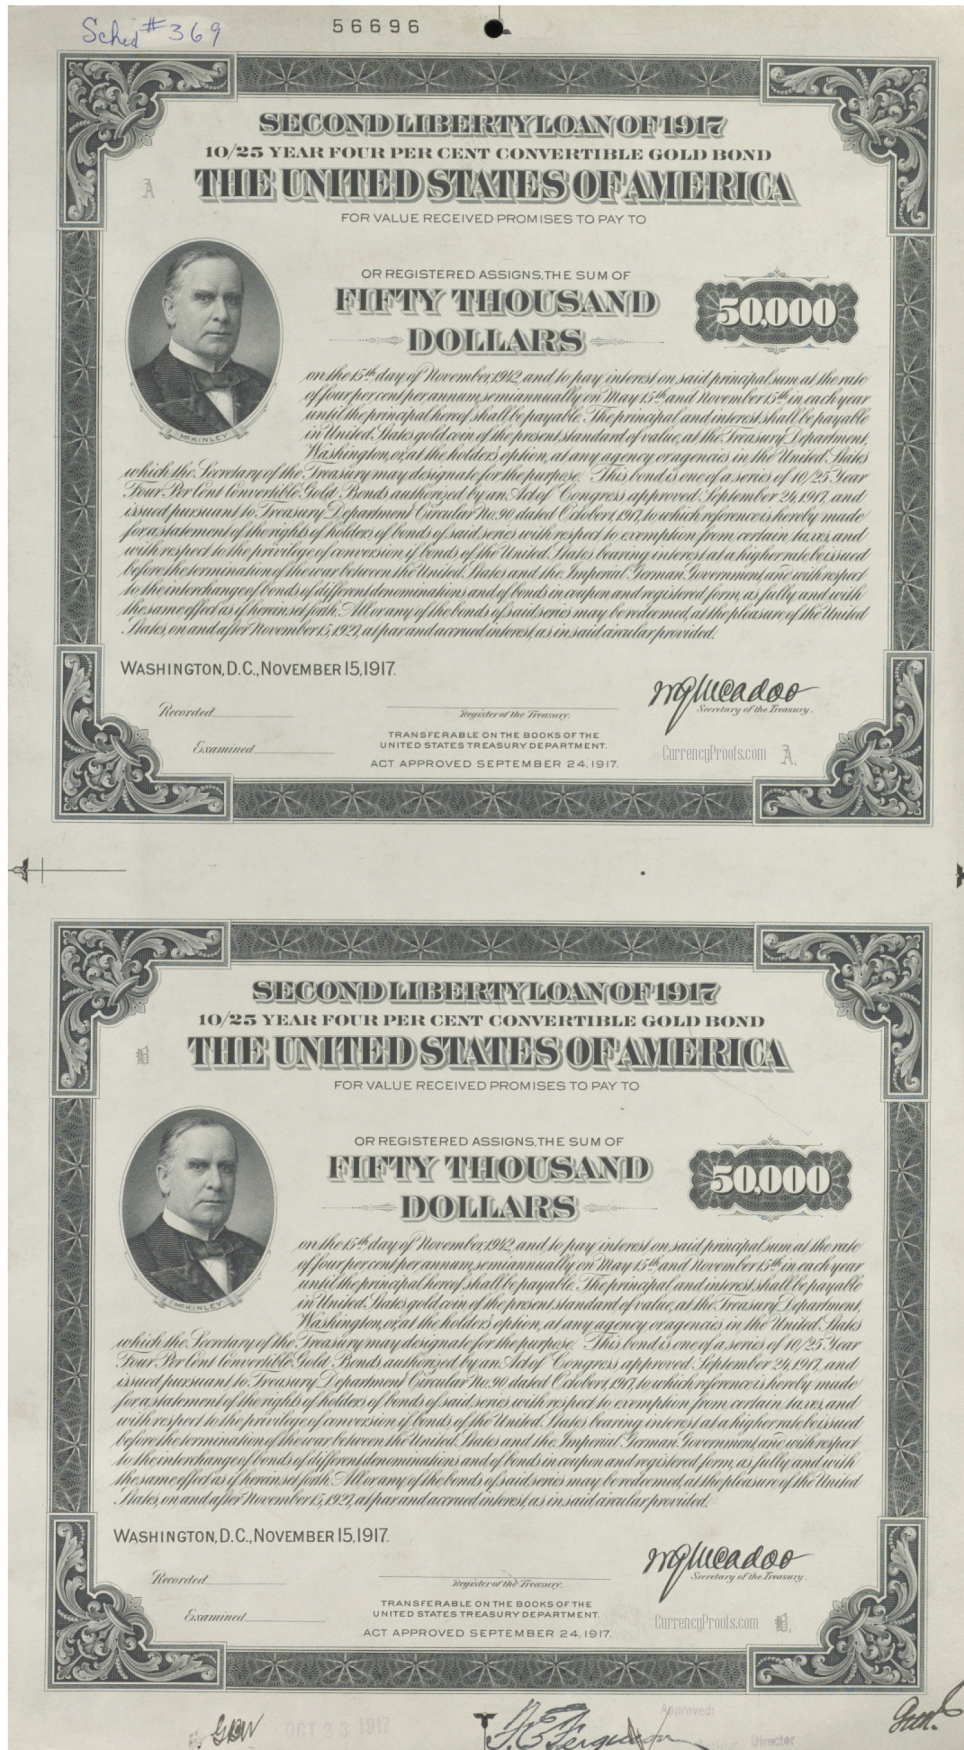 Sched #369
56696
SECOND LIBERTY LOAN OF 1917
10/25 YEAR FOUR PER CENT CONVERTIBLE GOLD BOND
A
THE UNITED STATES OF AMERICA
FOR VALUE RECEIVED PROMISES TO PAY TO
OR REGISTERED ASSIGNS, THE SUM OF
FIFTY THOUSAND
50,000
DOLLARS
on the 15th day of November, 1942, and to pay interest on said principal sum at the rate
of four per cent per annum, semiannually on May 15th and November 15th in each year
until the principal hereof shall be payable. The principal and interest shall be payable
McKINLEY
in United States gold coin of the present standard of value, at the Treasury Department,
Washington, or, at the holder's option, at any agency or agencies in the United States
which the Secretary of the Treasury may designate for the purpose. This bond is one of a series of 10/25 Year
Four Per Cent Convertible Gold Bonds authorized by an Act of Congress approved September 24, 1917, and
issued pursuant to Treasury Department Circular No. 90 dated October 1, 1917, to which reference is hereby made
for a statement of the rights of holders of bonds of said series with respect to exemption from certain taxes, and
with respect to the privilege of conversion if bonds of the United States bearing interest at a higher rate be issued
before the termination of the war between the United States and the Imperial German Government, and with respect
to the interchange of bonds of different denominations and of bonds in coupon and registered form, as fully and with
the same effect as if herein set forth. All or any of the bonds of said series may be redeemed, at the pleasure of the United
States, on and after November 15, 1927, at par and accrued interest, as in said circular provided.
WASHINGTON, D.C., NOVEMBER 15, 1917.
W G McAdoo
Recorded
Register of the Treasury.
Secretary of the Treasury.
TRANSFERABLE ON THE BOOKS OF THE
Examined
UNITED STATES TREASURY DEPARTMENT.
CurrencyProofs.com A.
ACT APPROVED SEPTEMBER 24, 1917.
SECOND LIBERTY LOAN OF 1917
10/25 YEAR FOUR PER CENT CONVERTIBLE GOLD BOND
B
THE UNITED STATES OF AMERICA
FOR VALUE RECEIVED PROMISES TO PAY TO
OR REGISTERED ASSIGNS, THE SUM OF
FIFTY THOUSAND
50,000
DOLLARS
on the 15th day of November, 1942, and to pay interest on said principal sum at the rate
of four per cent per annum, semiannually on May 15th and November 15th in each year
until the principal hereof shall be payable. The principal and interest shall be payable
McKINLEY
in United States gold coin of the present standard of value, at the Treasury Department,
Washington, or, at the holder's option, at any agency or agencies in the United States
which the Secretary of the Treasury may designate for the purpose. This bond is one of a series of 10/25 Year
Four Per Cent Convertible Gold Bonds authorized by an Act of Congress approved September 24, 1917, and
issued pursuant to Treasury Department Circular No. 90 dated October 1, 1917, to which reference is hereby made
for a statement of the rights of holders of bonds of said series with respect to exemption from certain taxes, and
with respect to the privilege of conversion if bonds of the United States bearing interest at a higher rate be issued
before the termination of the war between the United States and the Imperial German Government, and with respect
to the interchange of bonds of different denominations and of bonds in coupon and registered form, as fully and with
the same effect as if herein set forth. All or any of the bonds of said series may be redeemed, at the pleasure of the United
States, on and after November 15, 1927, at par and accrued interest, as in said circular provided.
WASHINGTON, D.C., NOVEMBER 15, 1917.
W G McAdoo
Recorded
Register of the Treasury.
Secretary of the Treasury.
TRANSFERABLE ON THE BOOKS OF THE
Examined
UNITED STATES TREASURY DEPARTMENT.
CurrencyProofs.com B.
ACT APPROVED SEPTEMBER 24, 1917.
Approved:
OCT 23 1917
Director